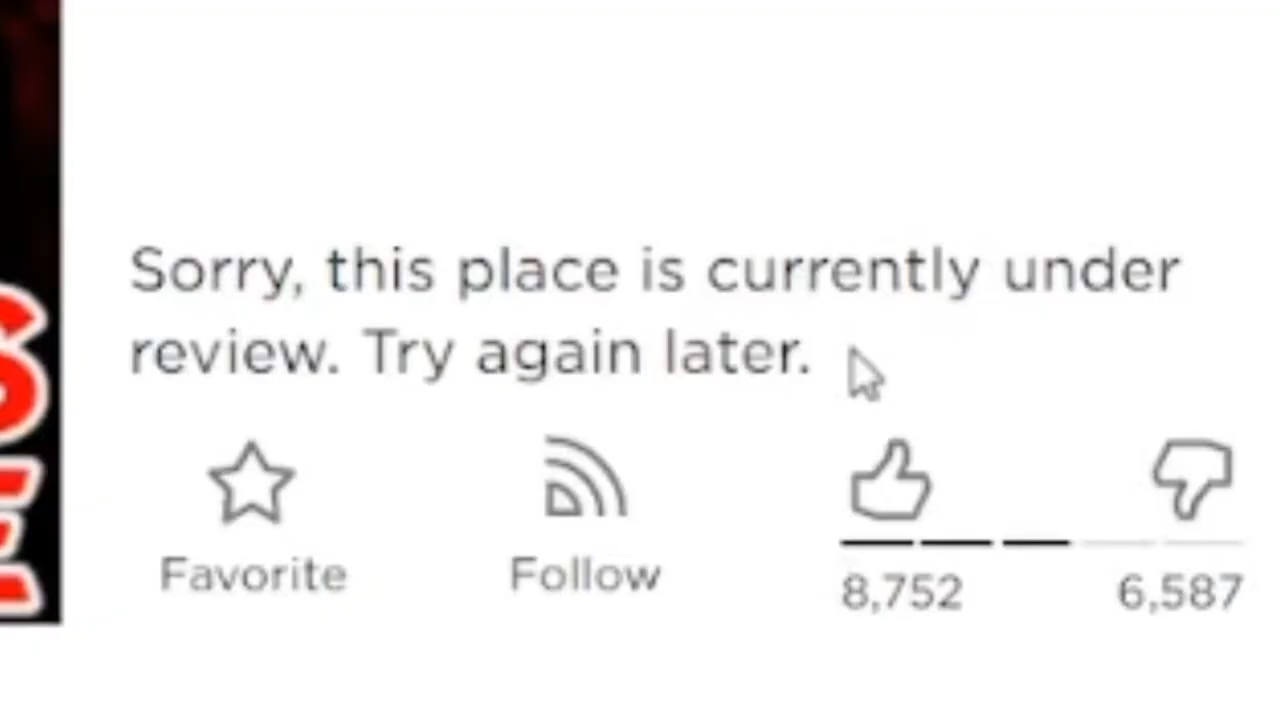 Sorry, this place is currently under
review. Try again later.
Favorite
Follow
8,752
6,587